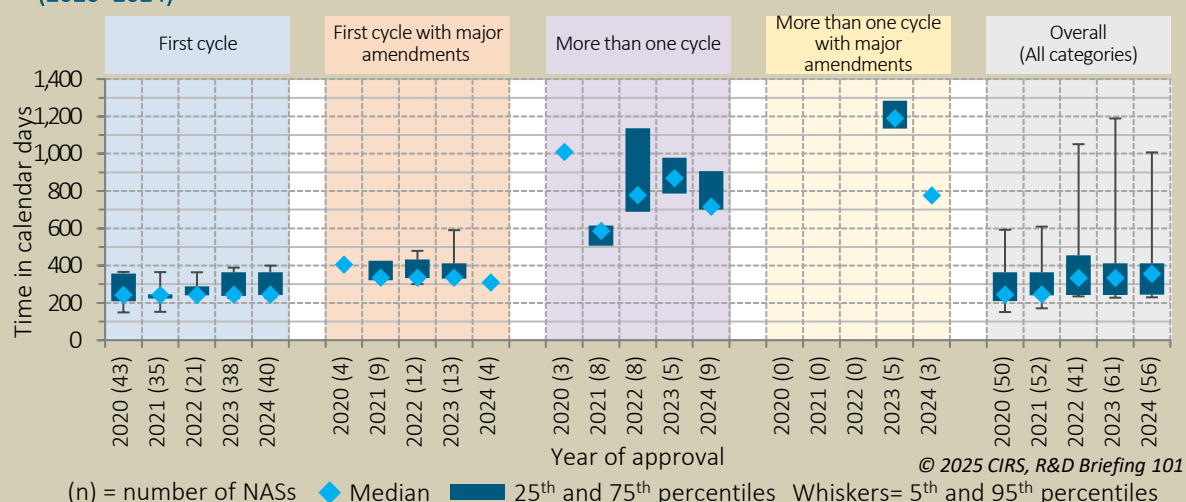 (2020–2024)
First cycle
First cycle with major
amendments
More than one cycle
More than one cycle
with major
amendments
Overall
(All categories)
Time in calendar days
1,400
1,200
1,000
800
600
400
200
0
2020 (43)
2021 (35)
2022 (21)
2023 (38)
2024 (40)
2020 (4)
2021 (9)
2022 (12)
2023 (13)
2024 (4)
2020 (3)
2021 (8)
2022 (8)
2023 (5)
2024 (9)
2020 (0)
2021 (0)
2022 (0)
2023 (5)
2024 (3)
2020 (50)
2021 (52)
2022 (41)
2023 (61)
2024 (56)
Year of approval
© 2025 CIRS, R&D Briefing 101
(n) = number of NASs Median 25th and 75th percentiles Whiskers= 5th and 95th percentiles